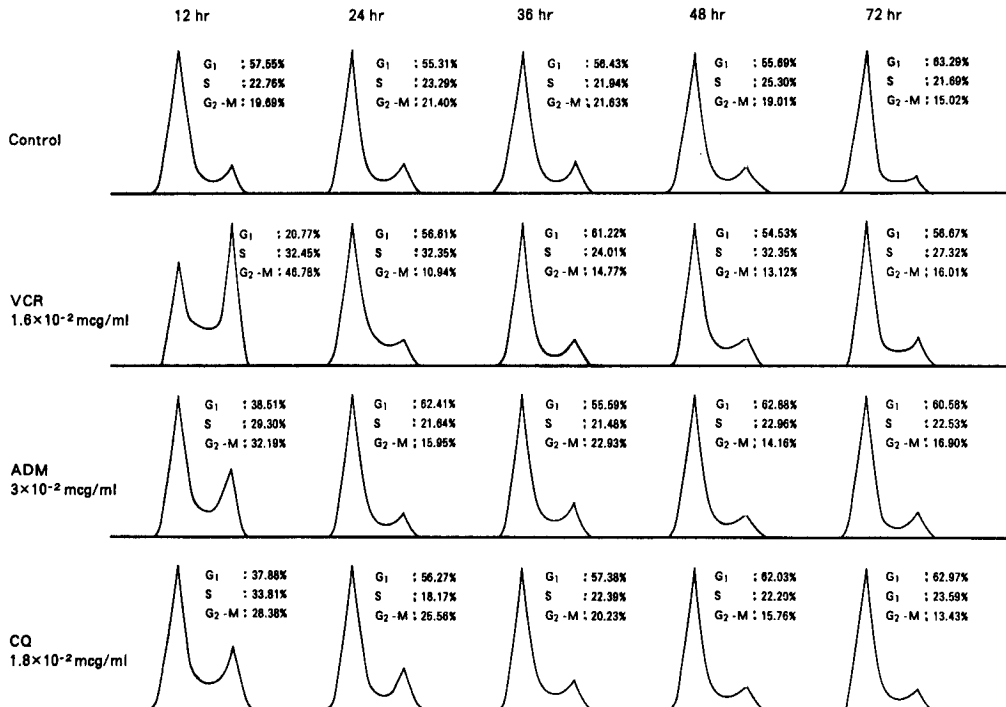 12 hr 24 hr 36 hr 48 hr 72 hr
Control
G1 : 57.55%
S : 22.76%
G2 -M : 19.69%
G1 : 55.31%
S : 23.29%
G2 -M : 21.40%
G1 : 56.43%
S : 21.94%
G2 -M : 21.63%
G1 : 55.69%
S : 25.30%
G2 -M : 19.01%
G1 : 63.29%
S : 21.69%
G2 -M : 15.02%
VCR
1.6×10-2 mcg/ml
G1 : 20.77%
S : 32.45%
G2 -M : 46.78%
G1 : 56.61%
S : 32.35%
G2 -M : 10.94%
G1 : 61.22%
S : 24.01%
G2 -M : 14.77%
G1 : 54.53%
S : 32.35%
G2 -M : 13.12%
G1 : 56.67%
S : 27.32%
G2 -M : 16.01%
ADM
3×10-2 mcg/ml
G1 : 38.51%
S : 29.30%
G2 -M : 32.19%
G1 : 62.41%
S : 21.64%
G2 -M : 15.95%
G1 : 55.59%
S : 21.48%
G2 -M : 22.93%
G1 : 62.88%
S : 22.96%
G2 -M : 14.16%
G1 : 60.58%
S : 22.53%
G2 -M : 16.90%
CQ
1.8×10-2 mcg/ml
G1 : 37.88%
S : 33.81%
G2 -M : 28.38%
G1 : 56.27%
S : 18.17%
G2 -M : 25.56%
G1 : 57.38%
S : 22.39%
G2 -M : 20.23%
G1 : 62.03%
S : 22.20%
G2 -M : 15.76%
G1 : 62.97%
G1 : 23.59%
G2 -M : 13.43%